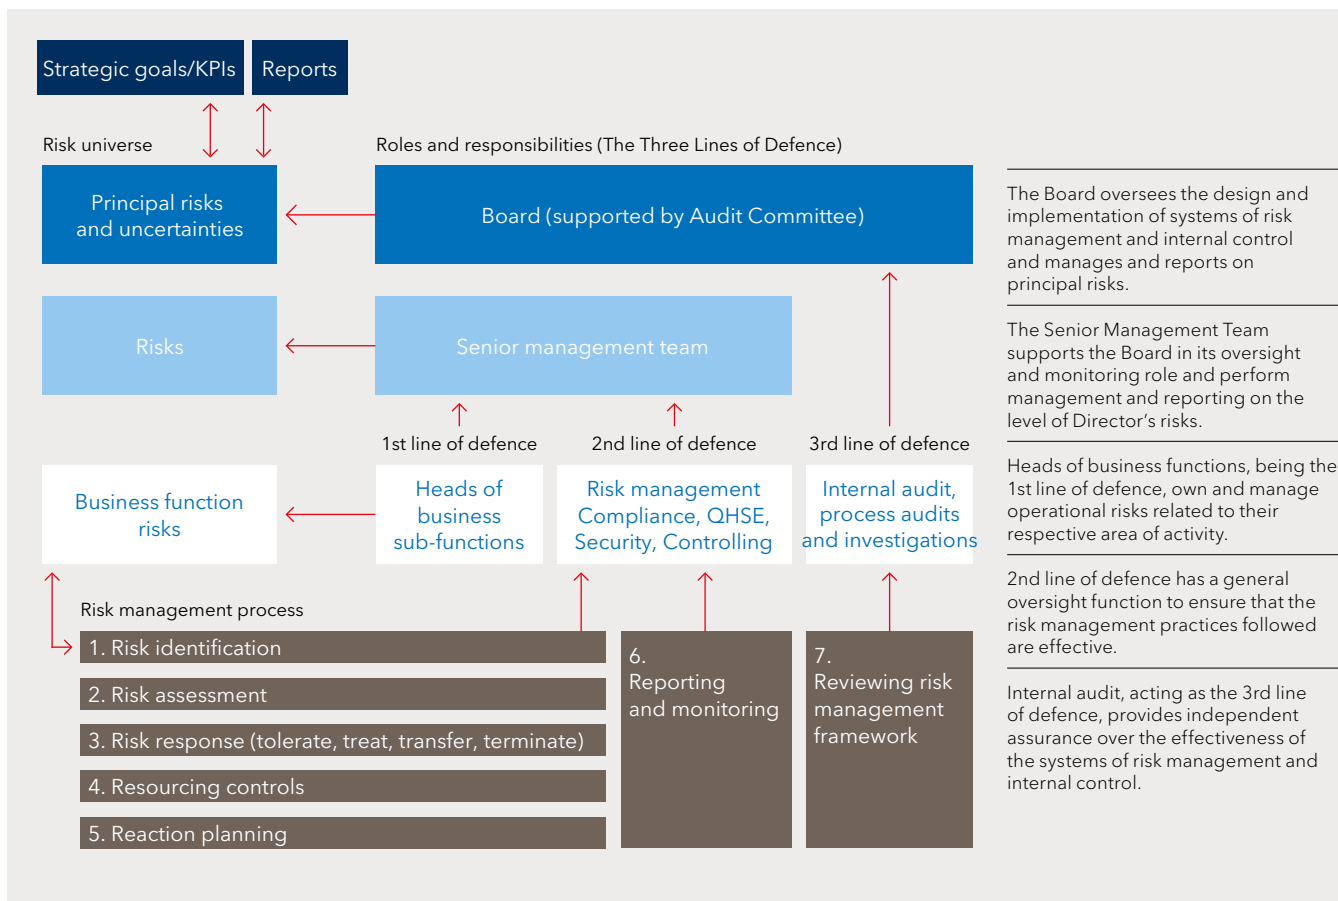 Strategic goals/KPIs
Reports
Risk universe
Roles and responsibilities (The Three Lines of Defence)
Principal risks
and uncertainties
Board (supported by Audit Committee)
The Board oversees the design and
implementation of systems of risk
management and internal control
and manages and reports on
principal risks.
Risks
Senior management team
The Senior Management Team
supports the Board in its oversight
and monitoring role and perform
management and reporting on the
level of Director’s risks.
1st line of defence
2nd line of defence
3rd line of defence
Business function
risks
Heads of
business
sub-functions
Risk management
Compliance, QHSE,
Security, Controlling
Internal audit,
process audits
and investigations
Heads of business functions, being the
1st line of defence, own and manage
operational risks related to their
respective area of activity.
2nd line of defence has a general
oversight function to ensure that the
risk management practices followed
are effective.
Risk management process
1. Risk identification
2. Risk assessment
3. Risk response (tolerate, treat, transfer, terminate)
4. Resourcing controls
5. Reaction planning
6.
Reporting
and monitoring
7.
Reviewing risk
management
framework
Internal audit, acting as the 3rd line
of defence, provides independent
assurance over the effectiveness of
the systems of risk management and
internal control.